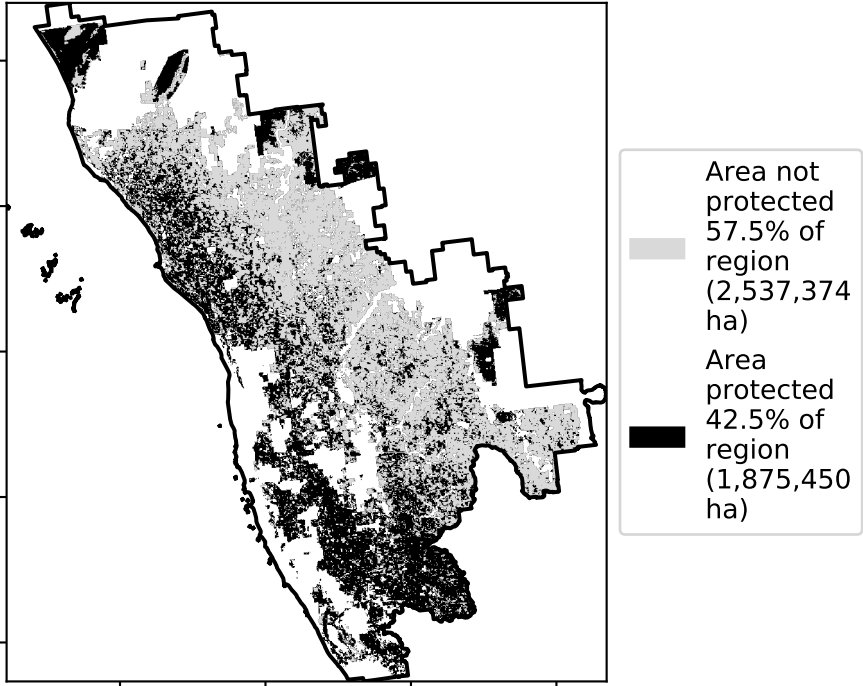 Area not
protected
57.5% of
region
(2,537,374
ha)
Area
protected
42.5% of
region
(1,875,450
ha)